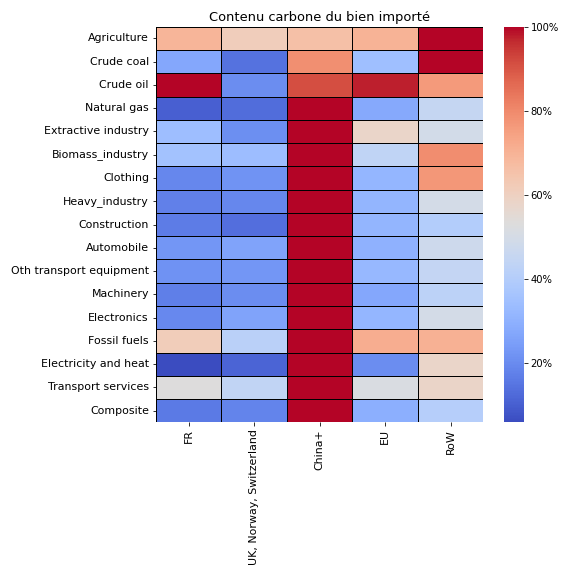 Contenu carbone du bien importé
Agriculture
Crude coal
Crude oil
Natural gas
Extractive industry
Biomass_industry
Clothing
Heavy_industry
Construction
Automobile
Oth transport equipment
Machinery
Electronics
Fossil fuels
Electricity and heat
Transport services
Composite
FR
UK, Norway, Switzerland
China+
EU
RoW
100%
80%
60%
40%
20%